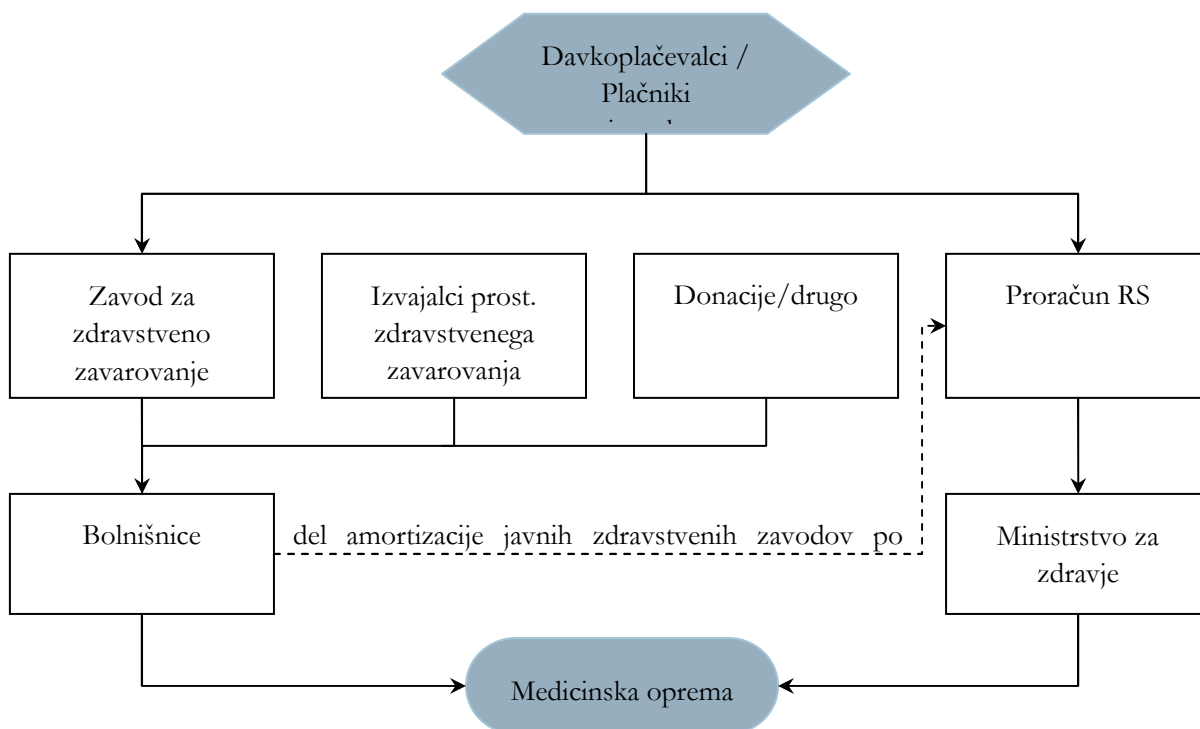 Davkoplačevalci /
Plačniki
Zavod za
zdravstveno
zavarovanje
Izvajalci prost.
zdravstvenega
zavarovanja
Donacije/drugo
Proračun RS
Bolnišnice
del amortizacije javnih zdravstvenih zavodov po
Ministrstvo za
zdravje
Medicinska oprema